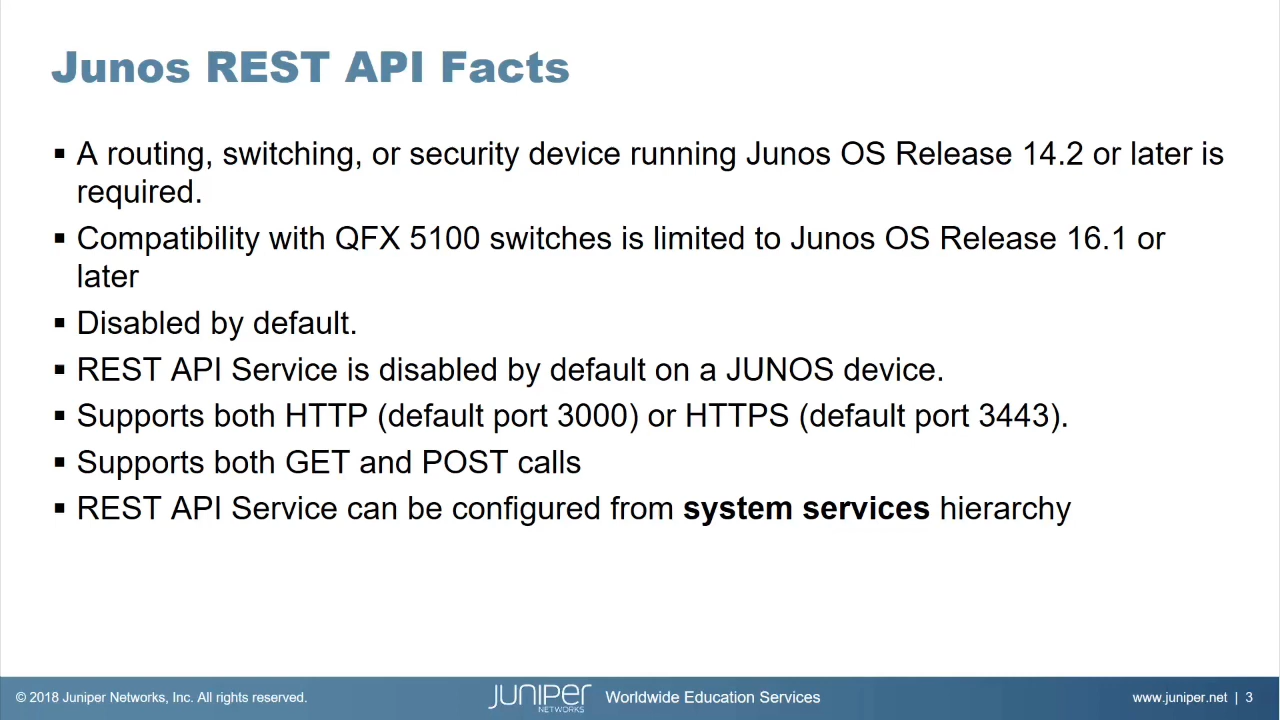 Junos REST API Facts
▪ A routing, switching, or security device running Junos OS Release 14.2 or later is
required.
▪ Compatibility with QFX 5100 switches is limited to Junos OS Release 16.1 or
later
▪ Disabled by default.
▪ REST API Service is disabled by default on a JUNOS device.
▪ Supports both HTTP (default port 3000) or HTTPS (default port 3443).
▪ Supports both GET and POST calls
▪ REST API Service can be configured from system services hierarchy
© 2018 Juniper Networks, Inc. All rights reserved.
JUNIPER NETWORKS
Worldwide Education Services
www.juniper.net | 3